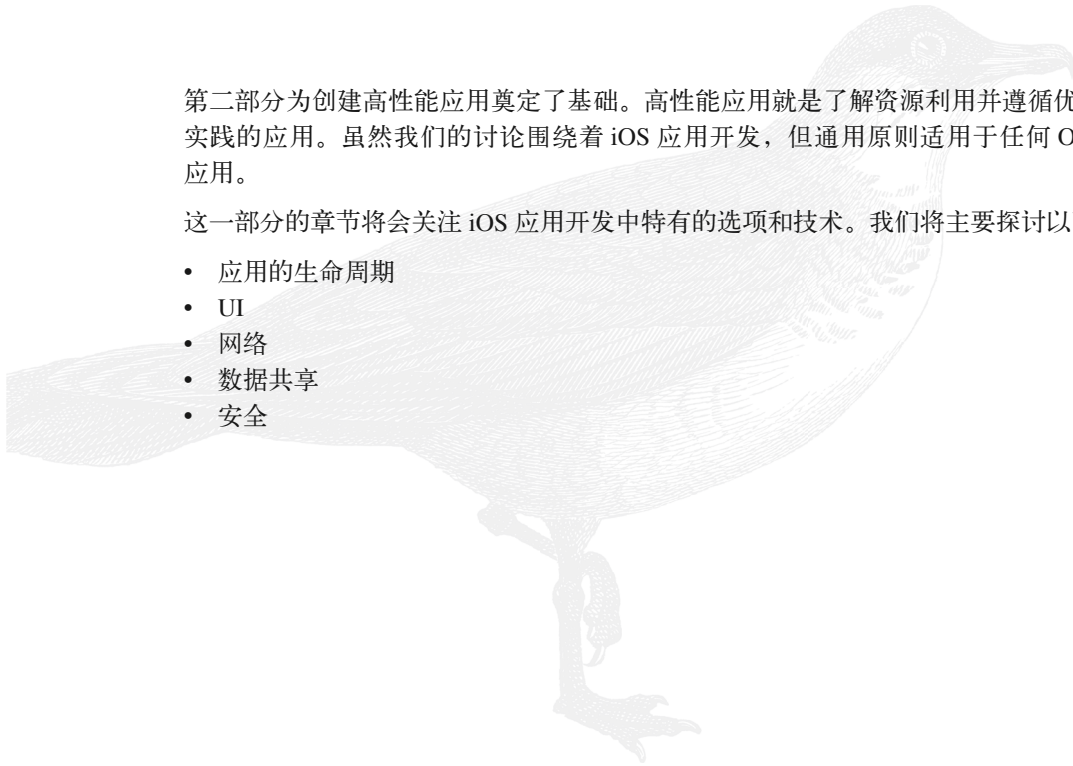 第二部分为创建高性能应用奠定了基础。高性能应用就是了解资源利用并遵循优
实践的应用。虽然我们的讨论围绕着 iOS 应用开发，但通用原则适用于任何 O
应用。
这一部分的章节将会关注 iOS 应用开发中特有的选项和技术。我们将主要探讨以
• 应用的生命周期
• UI
• 网络
• 数据共享
• 安全